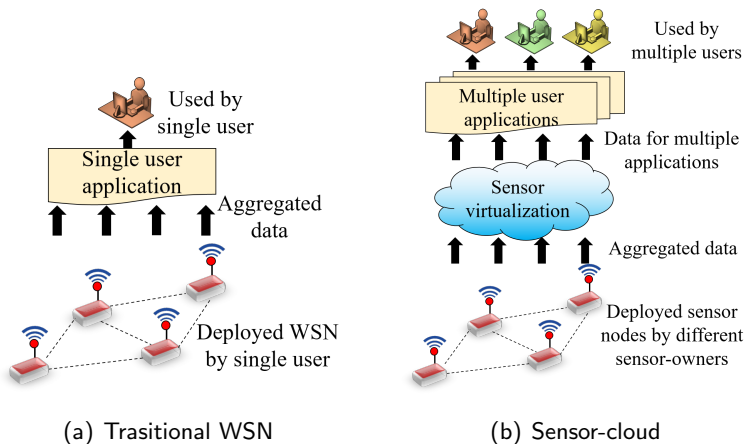 Used by
single user
Single user
application
Aggregated
data
Deployed WSN
by single user
(a) Trasitional WSN
Used by
multiple users
Multiple user
applications
Data for multiple
applications
Sensor
virtualization
Aggregated data
Deployed sensor
nodes by different
sensor-owners
(b) Sensor-cloud